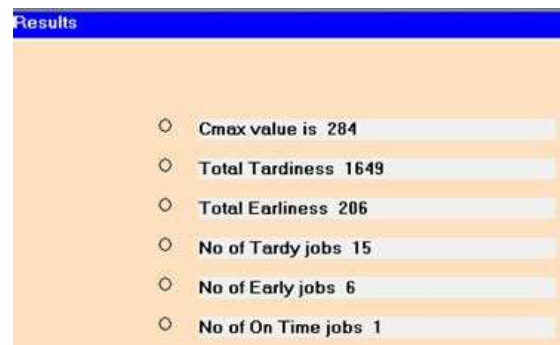 Results
Cmax value is 284
Total Tardiness 1649
Total Earliness 206
No of Tardy jobs 15
No of Early jobs 6
No of On Time jobs 1